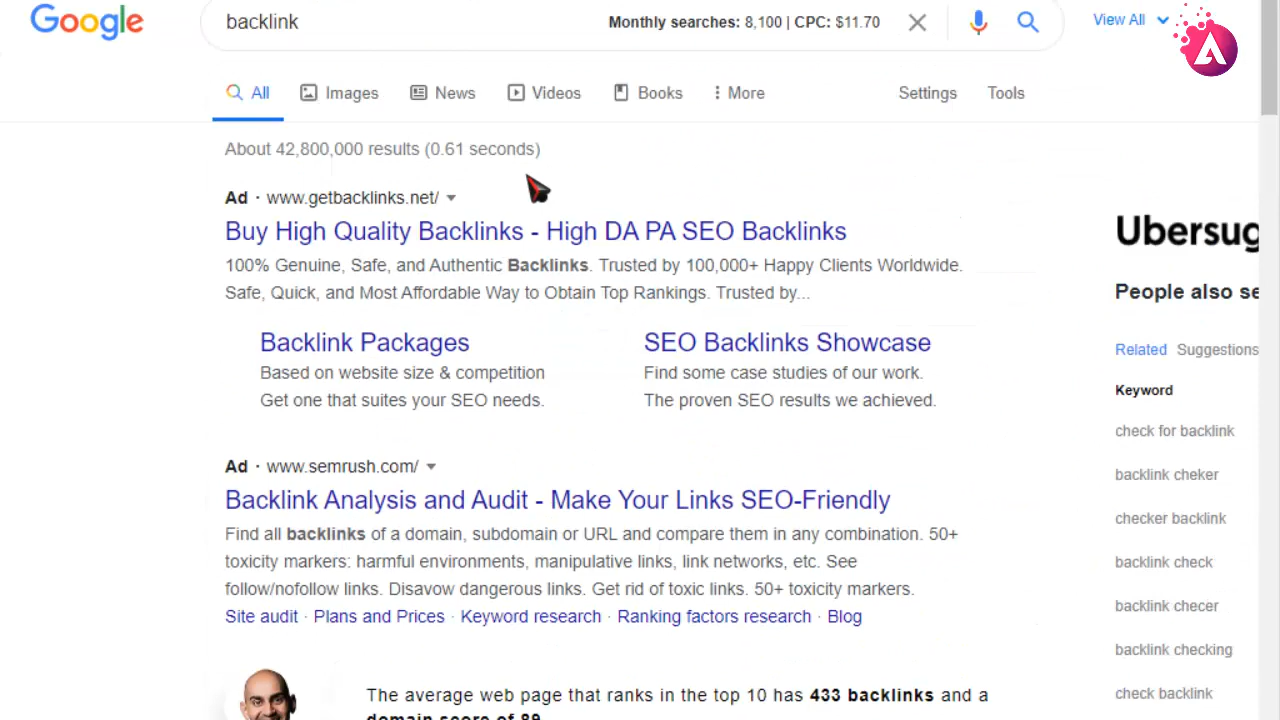 Google
backlink
Monthly searches: 8,100 | CPC: $11.70
View All
A
All
Images
News
Videos
Books
More
Settings
Tools
About 42,800,000 results (0.61 seconds)
Ad · www.getbacklinks.net/
Buy High Quality Backlinks - High DA PA SEO Backlinks
100% Genuine, Safe, and Authentic Backlinks. Trusted by 100,000+ Happy Clients Worldwide.
Safe, Quick, and Most Affordable Way to Obtain Top Rankings. Trusted by...
Backlink Packages
Based on website size & competition
Get one that suites your SEO needs.
SEO Backlinks Showcase
Find some case studies of our work.
The proven SEO results we achieved.
Ad · www.semrush.com/
Backlink Analysis and Audit - Make Your Links SEO-Friendly
Find all backlinks of a domain, subdomain or URL and compare them in any combination. 50+
toxicity markers: harmful environments, manipulative links, link networks, etc. See
follow/nofollow links. Disavow dangerous links. Get rid of toxic links. 50+ toxicity markers.
Site audit · Plans and Prices · Keyword research · Ranking factors research · Blog
The average web page that ranks in the top 10 has 433 backlinks and a
domain score of 89
Ubersug
People also se
Related
Suggestions
Keyword
check for backlink
backlink cheker
checker backlink
backlink check
backlink checer
backlink checking
check backlink